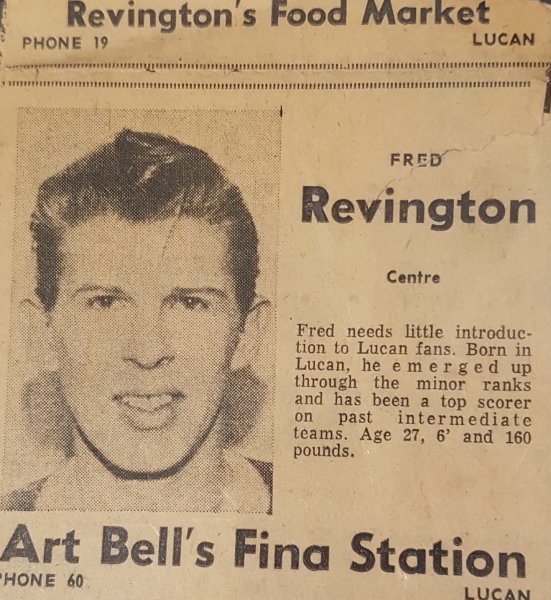 Revington's Food Market
PHONE 19
LUCAN
FRED
Revington
Centre
Fred needs little introduc-
tion to Lucan fans. Born in
Lucan, he emerged up
through the minor ranks
and has been a top scorer
on past intermediate
teams. Age 27, 6' and 160
pounds.
Art Bell's Fina Station
PHONE 60
LUCAN